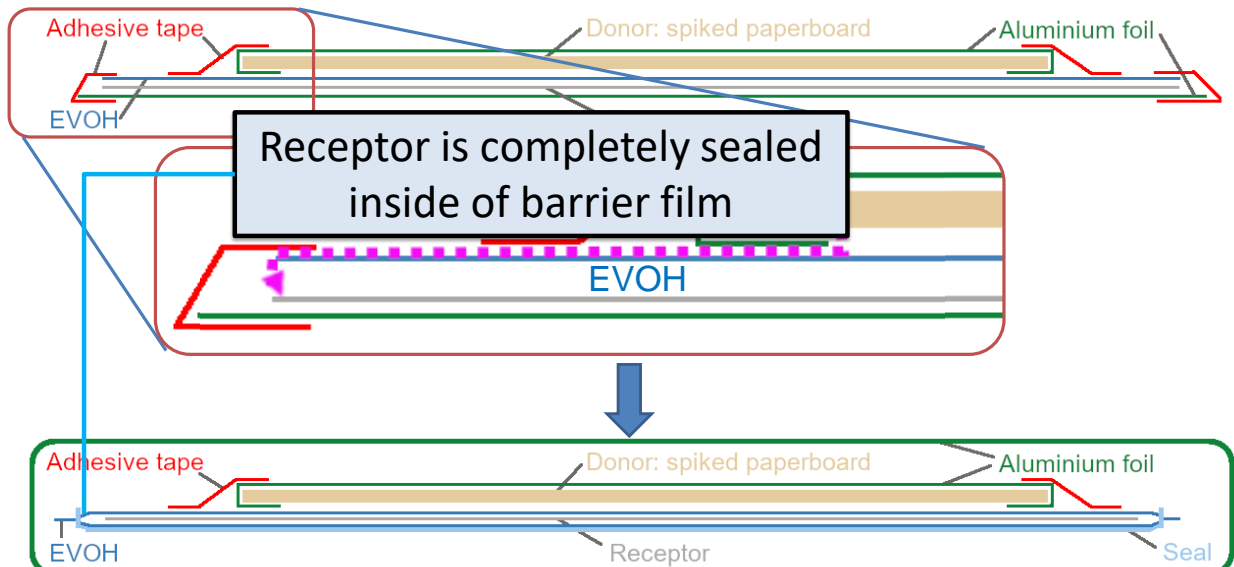 Adhesive tape
Donor: spiked paperboard
Aluminium foil
EVOH
Receptor is completely sealed
inside of barrier film
EVOH
Adhesive tape
Donor: spiked paperboard
Aluminium foil
EVOH
Receptor
Seal